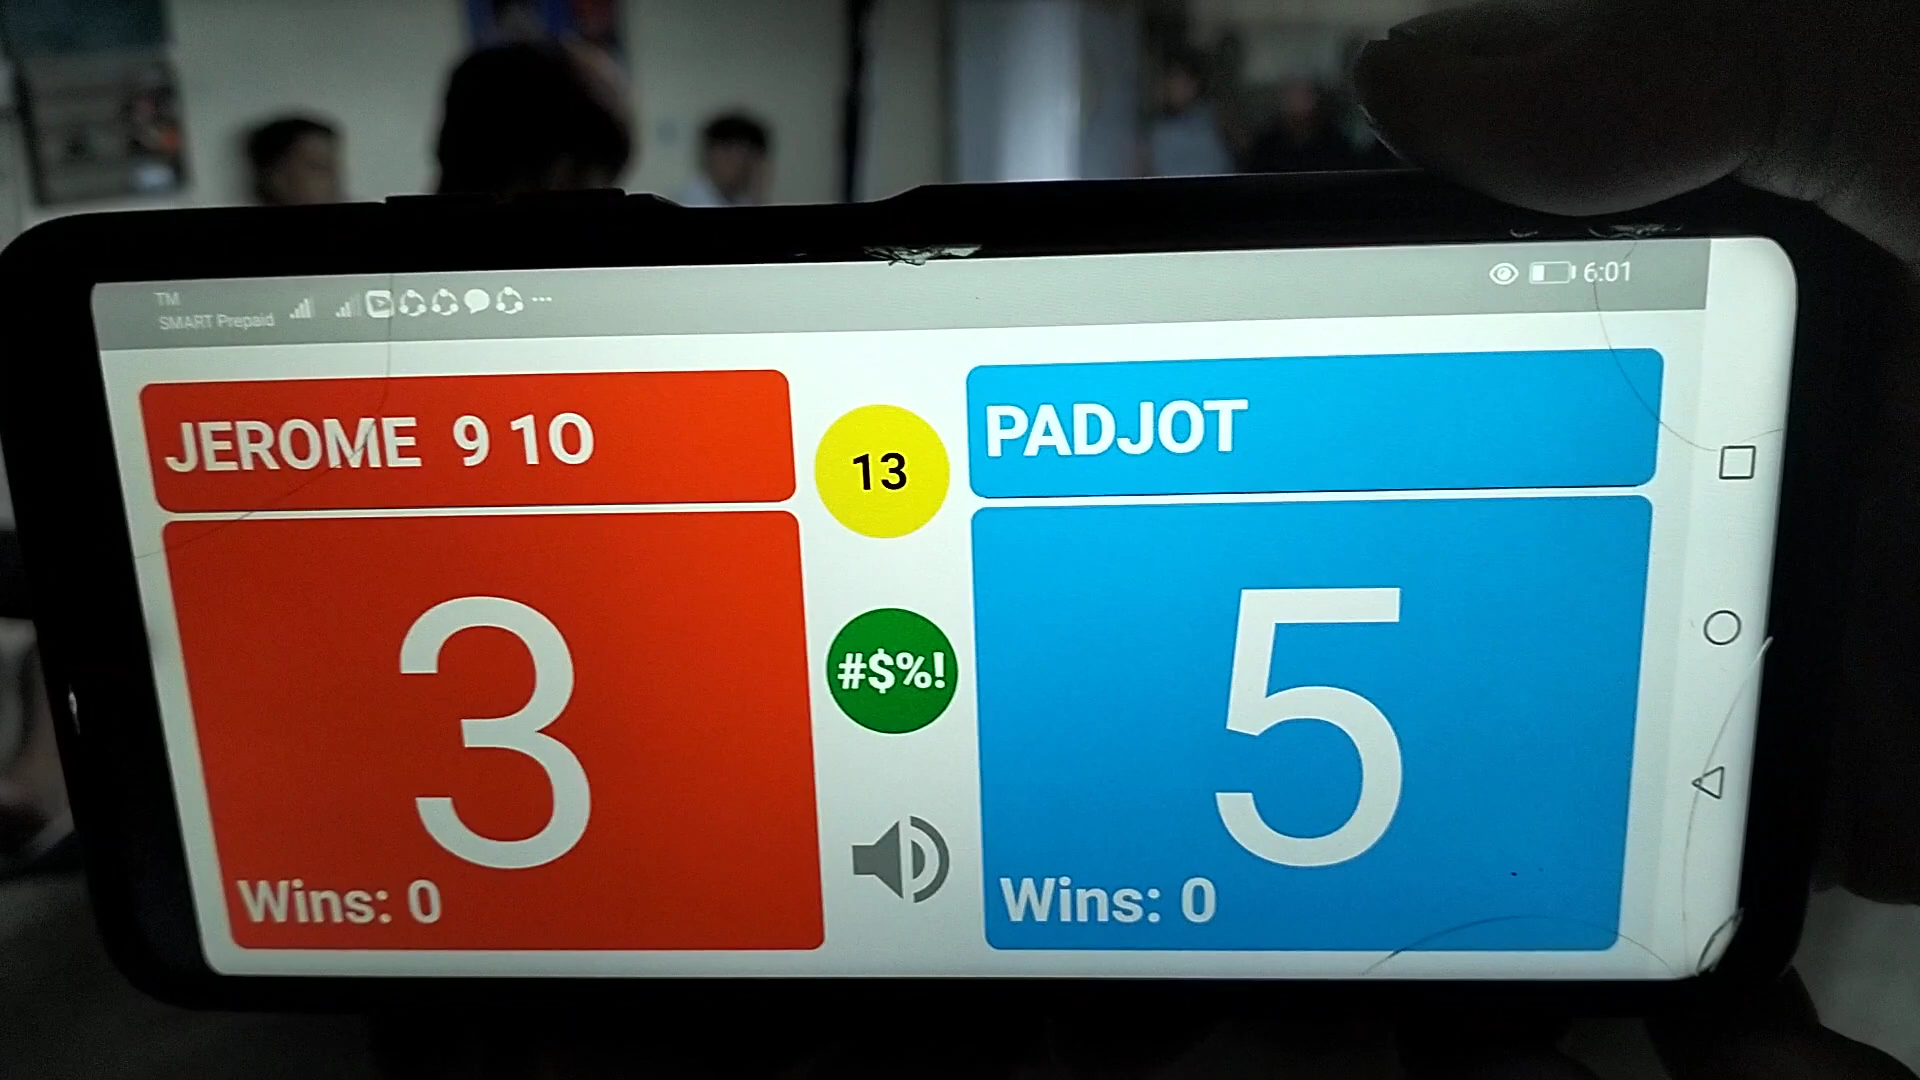 TM
SMART Prepaid
6:01
JEROME 9 10
13
PADJOT
3
#$%!
5
Wins: 0
Wins: 0